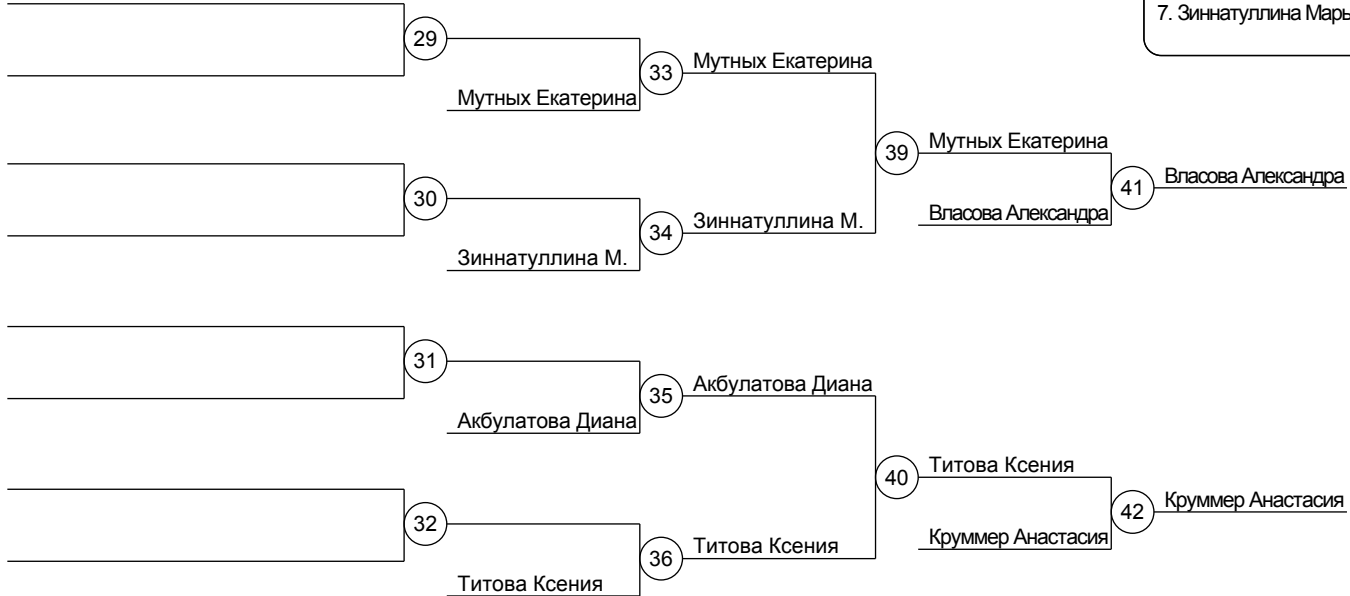 7. Зиннатуллина Марь
29
33
Мутных Екатерина
Мутных Екатерина
39
Мутных Екатерина
30
34
Зиннатуллина М.
Зиннатуллина М.
Власова Александра
41
Власова Александра
31
35
Акбулатова Диана
Акбулатова Диана
40
Титова Ксения
32
36
Титова Ксения
Титова Ксения
Круммер Анастасия
42
Круммер Анастасия